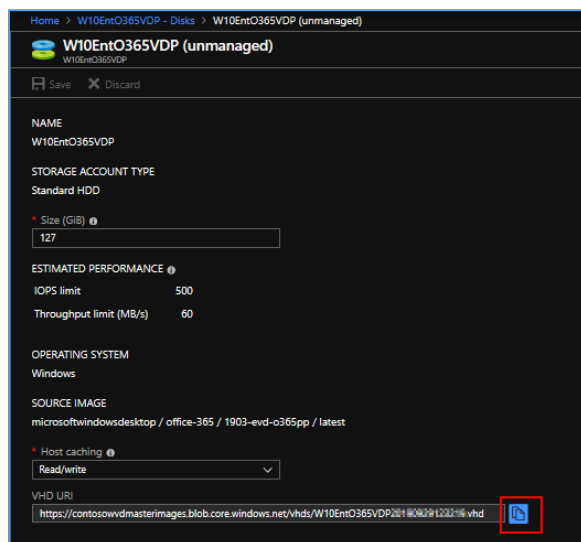 Home > W10EntO365VDP - Disks > W10EntO365VDP (unmanaged)
W10EntO365VDP (unmanaged)
W10EntO365VDP
Save Discard
NAME
W10EntO365VDP
STORAGE ACCOUNT TYPE
Standard HDD
* Size (GiB)
127
ESTIMATED PERFORMANCE
IOPS limit 500
Throughput limit (MB/s) 60
OPERATING SYSTEM
Windows
SOURCE IMAGE
microsoftwindowsdesktop / office-365 / 1903-evd-o365pp / latest
* Host caching
Read/write
VHD URI
https://contosowvdmasterimages.blob.core.windows.net/vhds/W10EntO365VDP .vhd